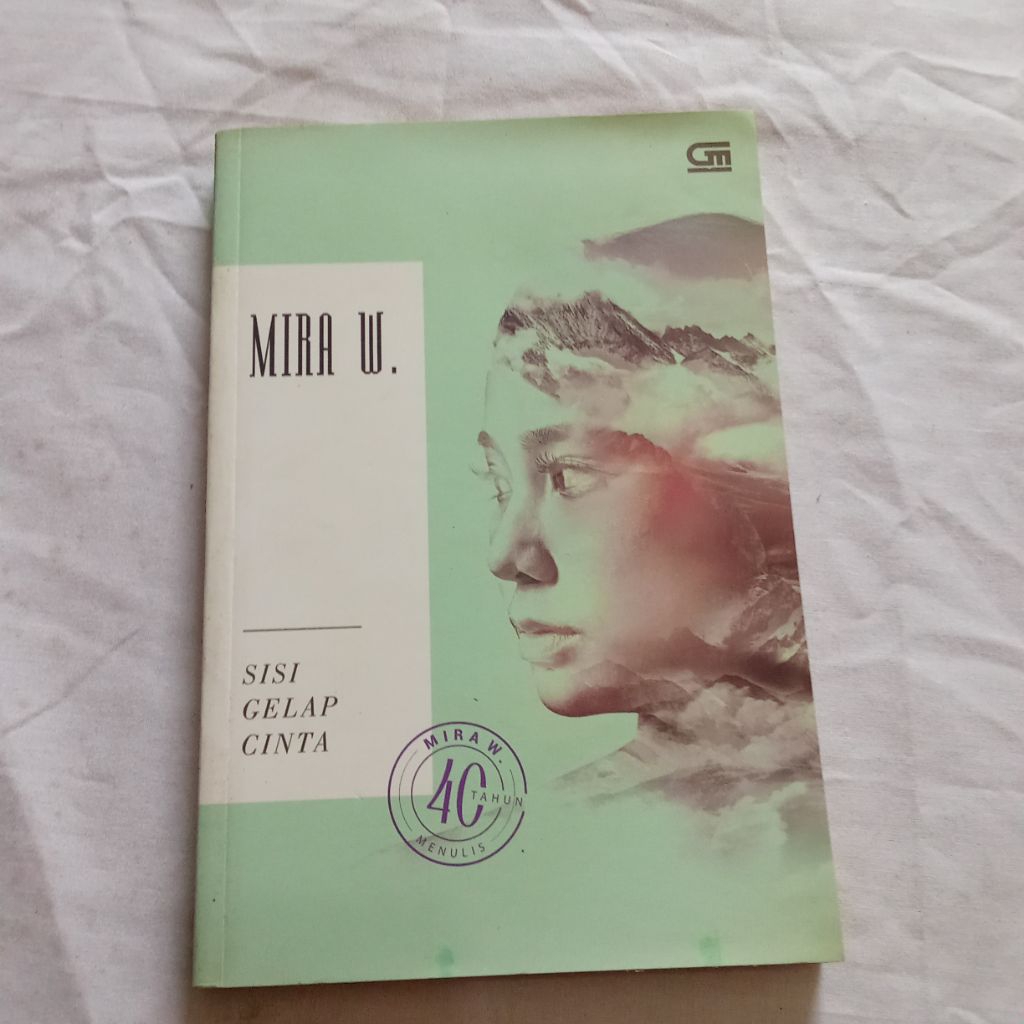 GM
MIRA W.
SISI
GELAP
CINTA
MIRA W.
40
TAHUN
MENULIS